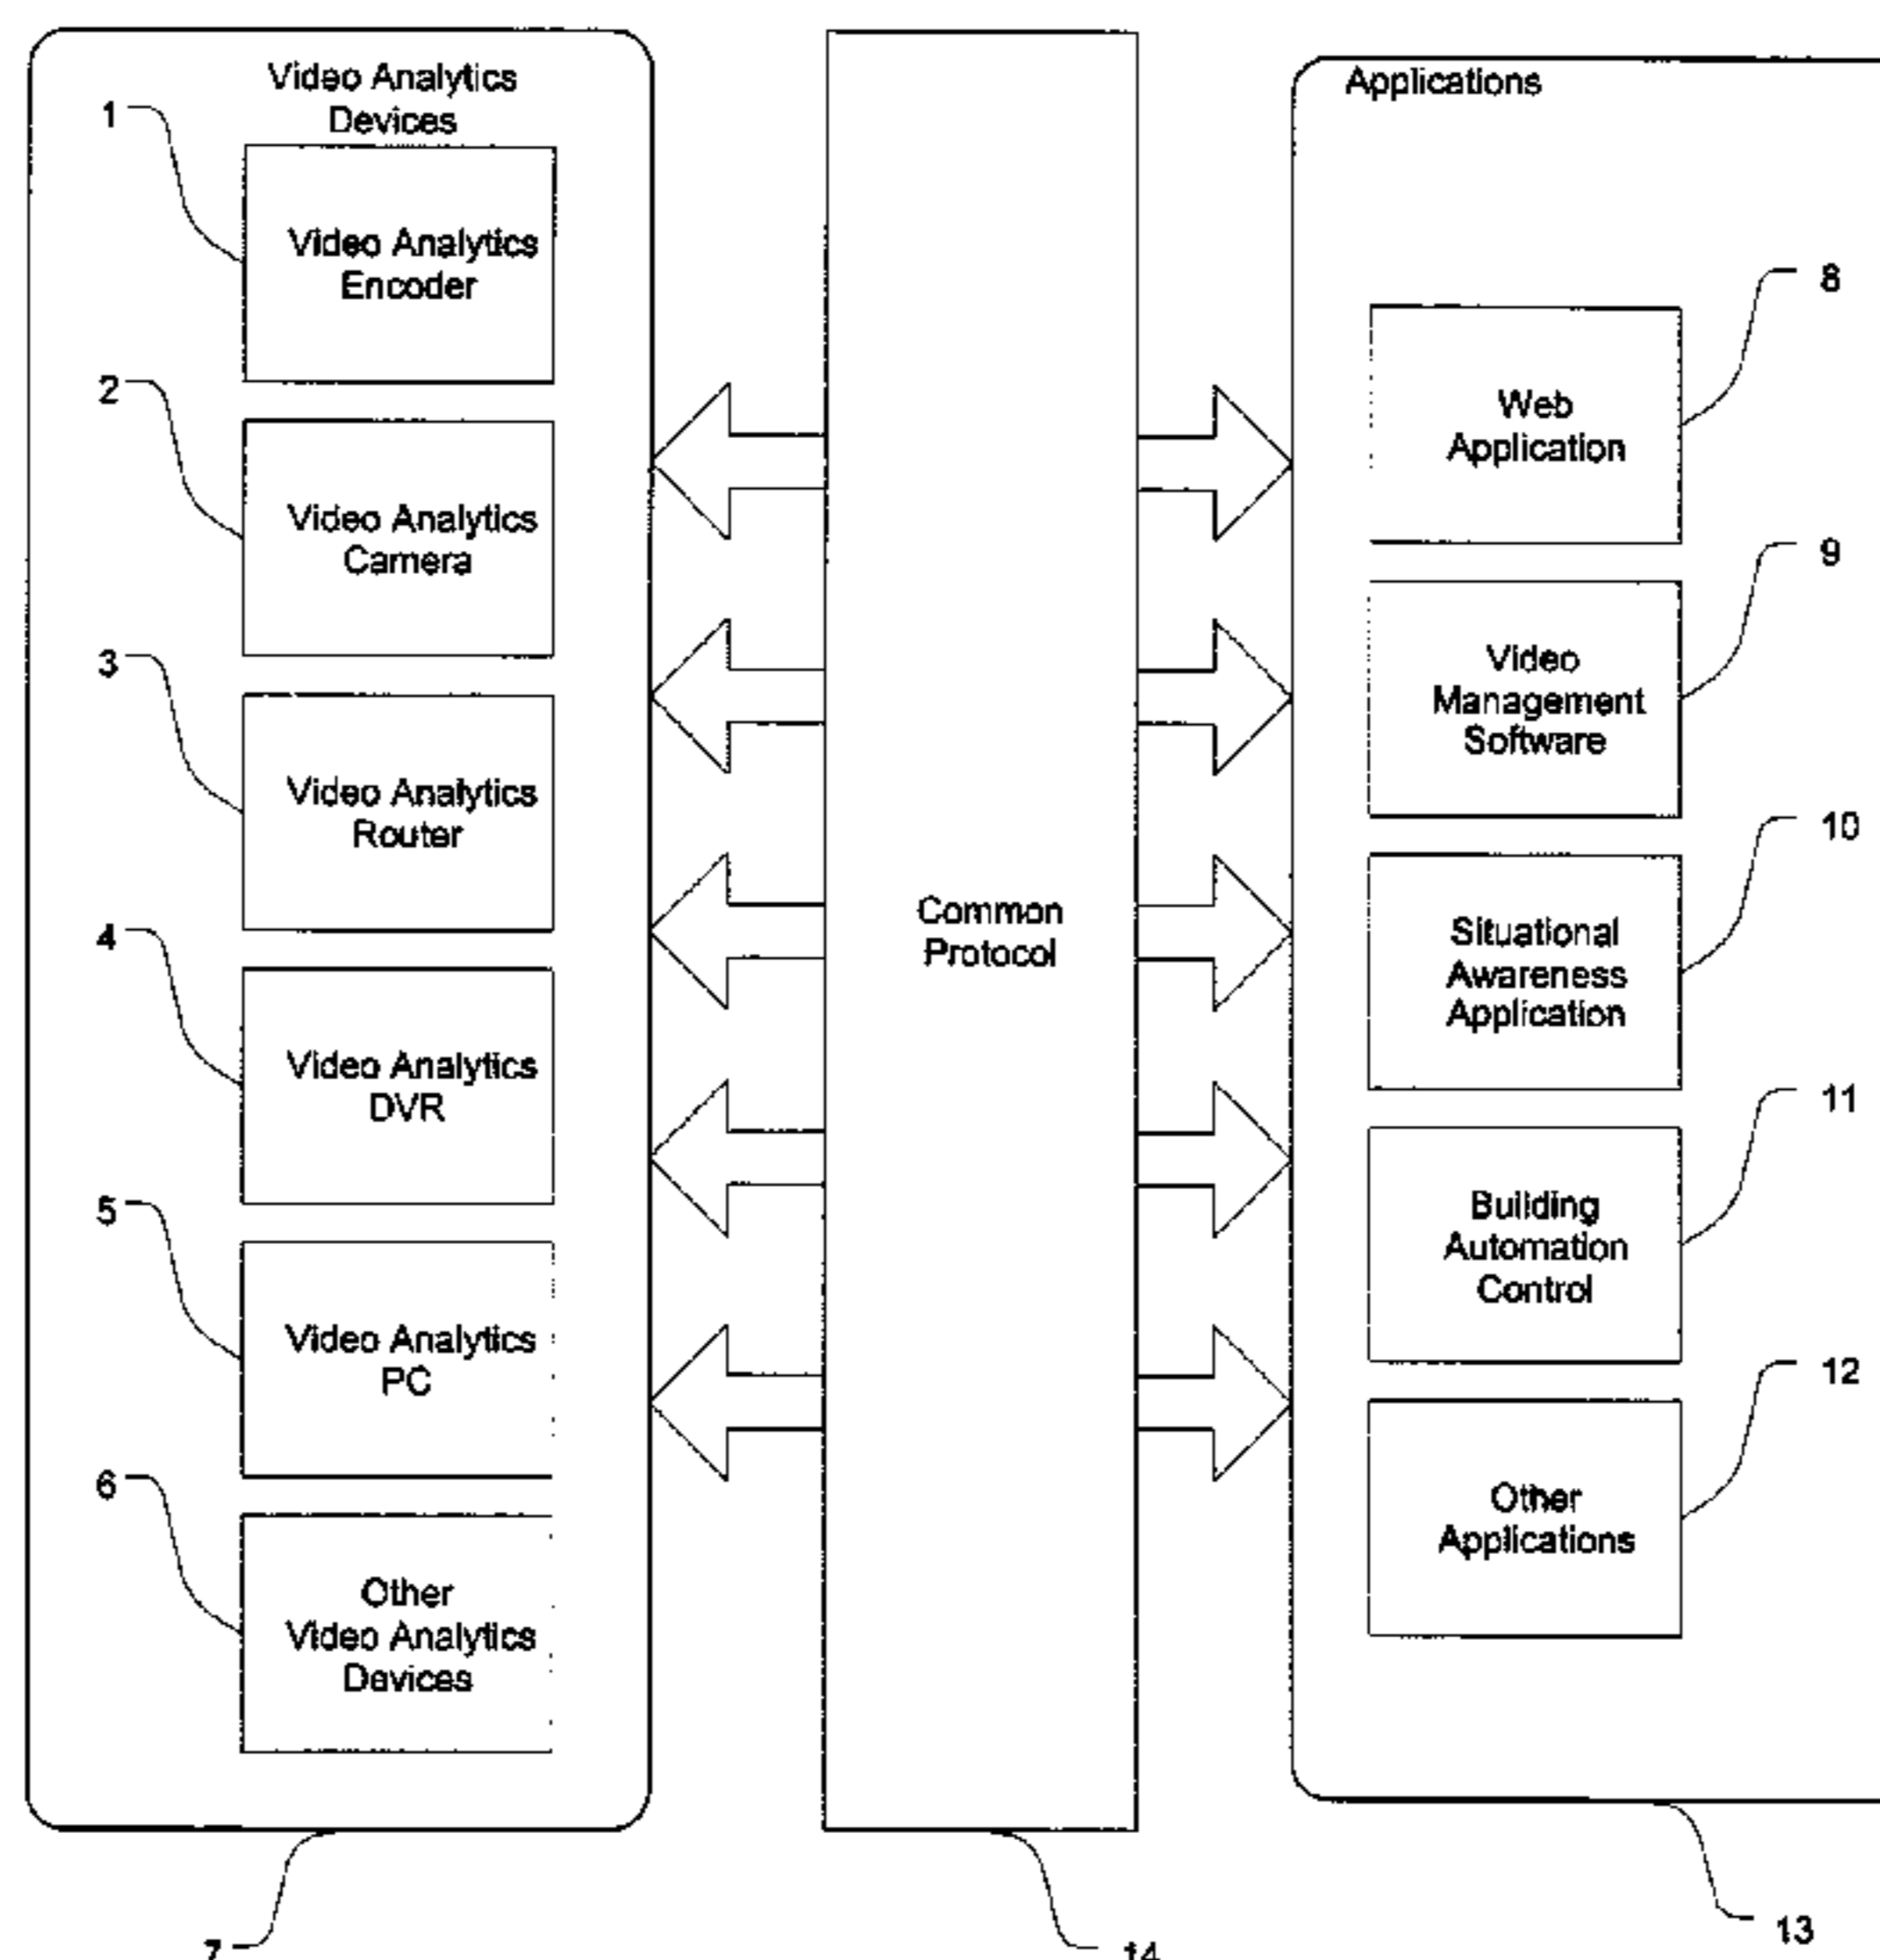 Video Analytics
Devices
1
Video Analytics
Encoder
2
Video Analytics
Camera
3
Video Analytics
Router
4
Video Analytics
DVR
5
Video Analytics
PC
6
Other
Video Analytics
Devices
7
Common
Protocol
14
Applications
8
Web
Application
9
Video
Management
Software
10
Situational
Awareness
Application
11
Building
Automation
Control
12
Other
Applications
13